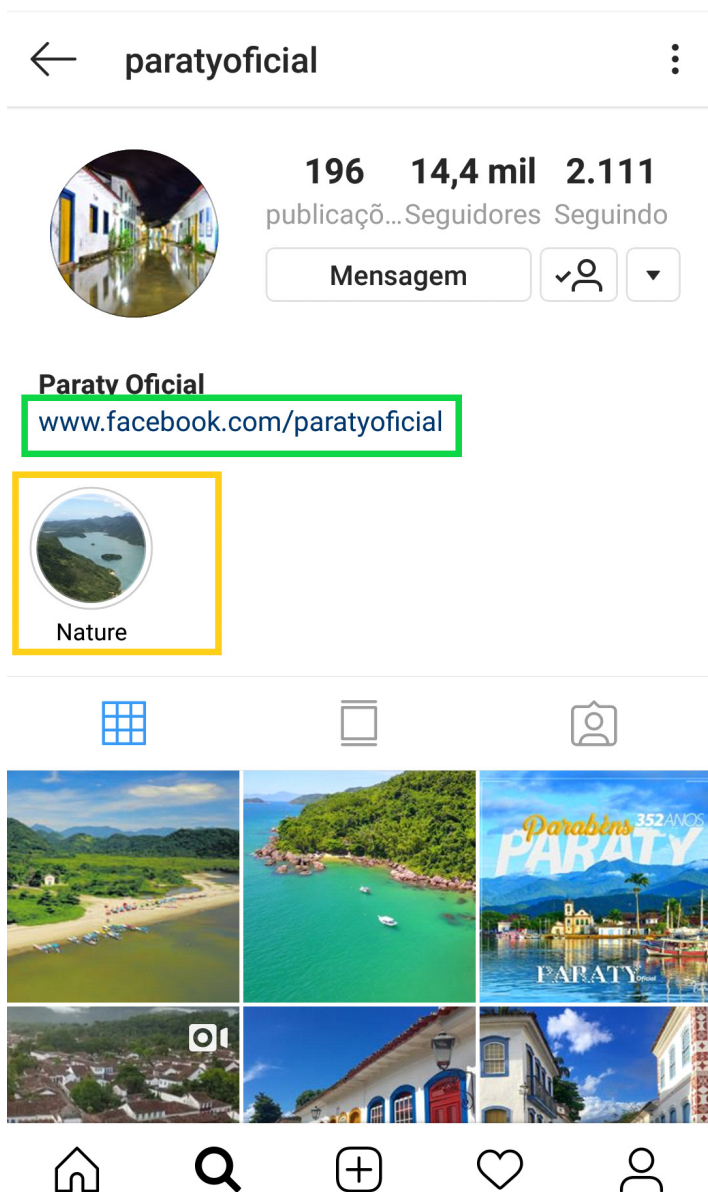 paratyoficial
196 14,4 mil 2.111
publicaçõ... Seguidores Seguindo
Mensagem
Paraty Oficial
www.facebook.com/paratyoficial
Nature
Parabéns 352 ANOS
PARATY
PARATY Oficial